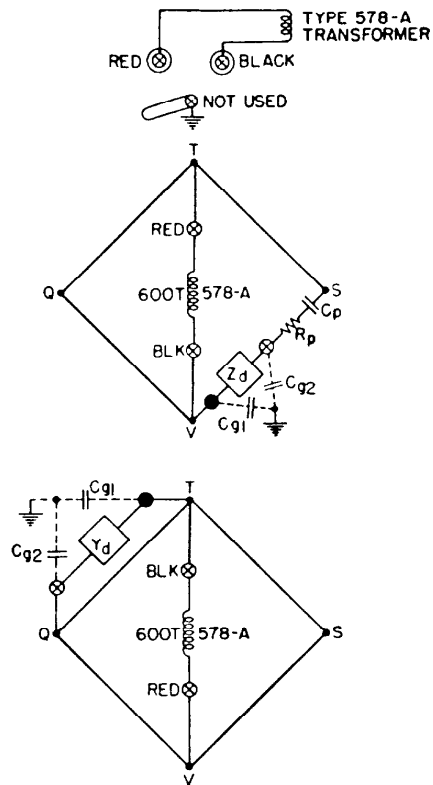 TYPE 578-A
TRANSFORMER
RED
BLACK
NOT USED
T
RED
Q
600T
578-A
S
Cp
Rp
BLK
Zd
Cg2
Cg1
V
Cg1
T
Cg2
Yd
BLK
Q
600T
578-A
S
RED
V